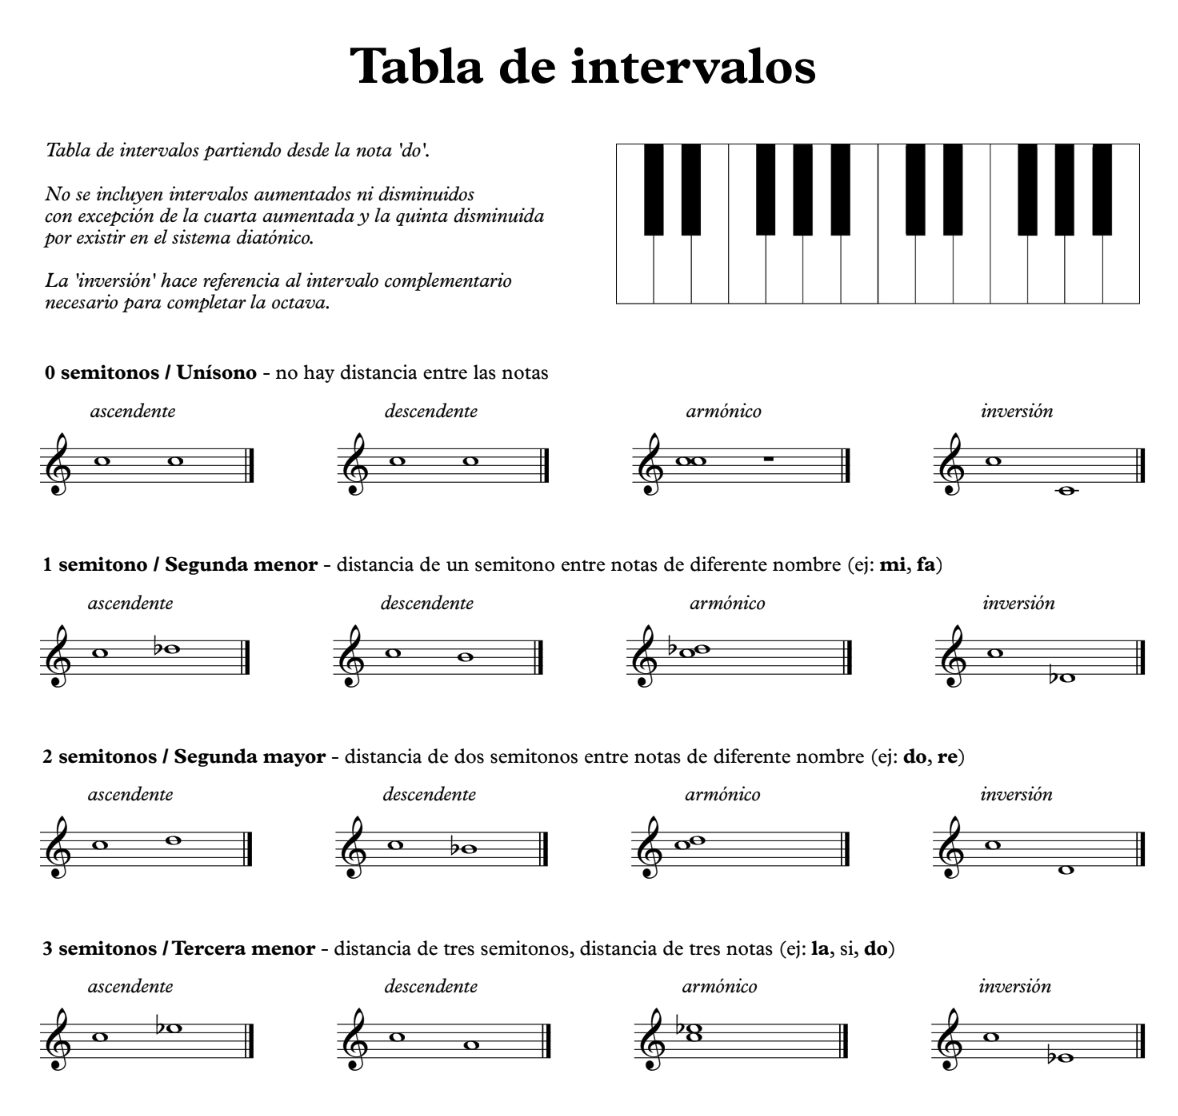 Tabla de intervalos
Tabla de intervalos partiendo desde la nota 'do'.
No se incluyen intervalos aumentados ni disminuidos
con excepción de la cuarta aumentada y la quinta disminuida
por existir en el sistema diatónico.
La 'inversión' hace referencia al intervalo complementario
necesario para completar la octava.
0 semitonos / Unísono - no hay distancia entre las notas
ascendente descendente armónico inversión
1 semitono / Segunda menor - distancia de un semitono entre notas de diferente nombre (ej: mi, fa)
ascendente descendente armónico inversión
2 semitonos / Segunda mayor - distancia de dos semitonos entre notas de diferente nombre (ej: do, re)
ascendente descendente armónico inversión
3 semitonos / Tercera menor - distancia de tres semitonos, distancia de tres notas (ej: la, si, do)
ascendente descendente armónico inversión